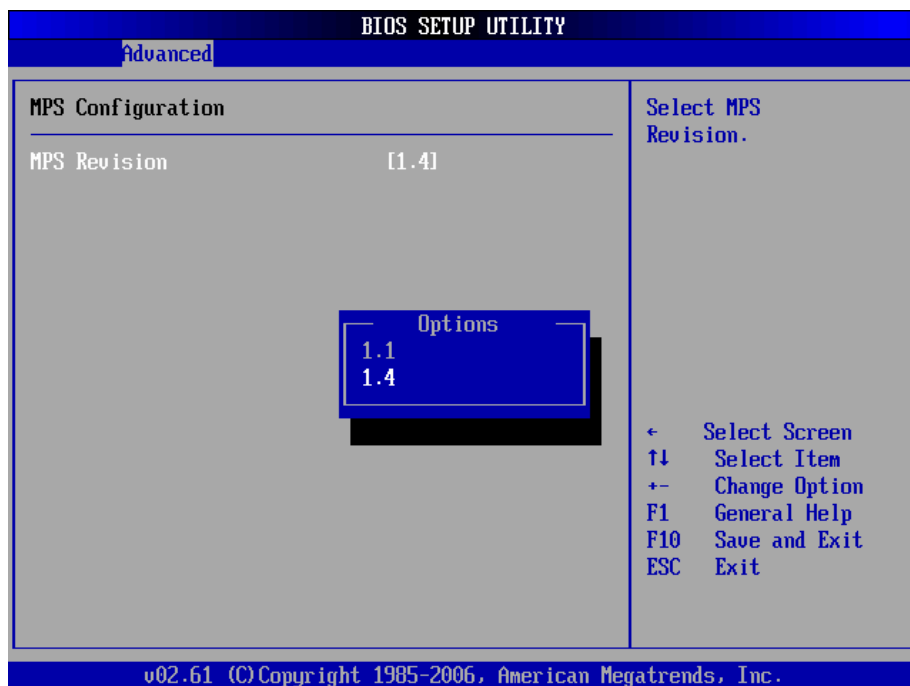 BIOS SETUP UTILITY
Advanced
MPS Configuration
MPS Revision [1.4]
Options
1.1
1.4
Select MPS
Revision.
← Select Screen
↑↓ Select Item
+- Change Option
F1 General Help
F10 Save and Exit
ESC Exit
v02.61 (C)Copyright 1985-2006, American Megatrends, Inc.